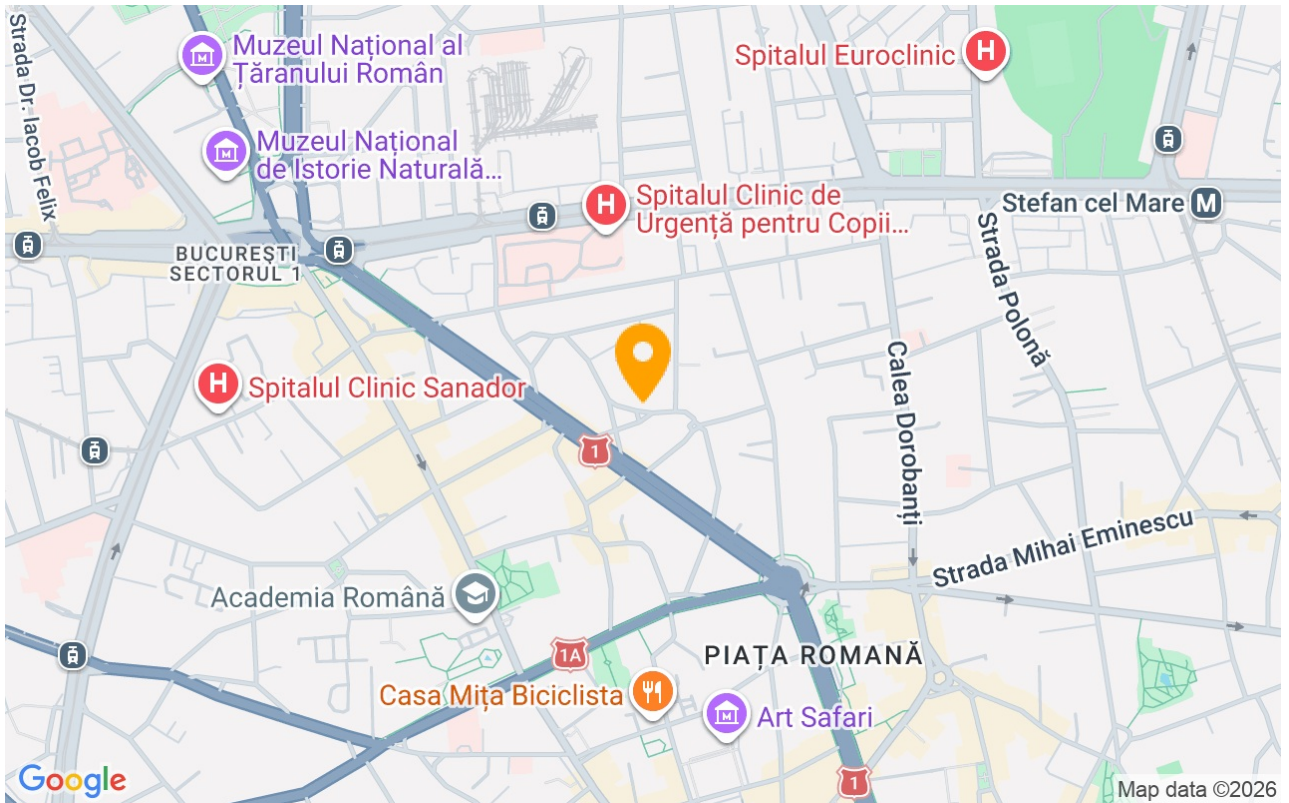 Strada Dr. Iacob Felix
Muzeul Național al
Țăranului Român
Spitalul Euroclinic
H
Muzeul Național
de Istorie Naturală...
H
Spitalul Clinic de
Urgență pentru Copii...
Stefan cel Mare M
BUCUREȘTI
SECTORUL 1
Strada Polonă
H
Spitalul Clinic Sanador
Calea Dorobanți
1
Strada Mihai Eminescu
Academia Română
1A
PIAȚA ROMANĂ
Casa Mița Biciclista
Art Safari
1
Google
Map data ©2026